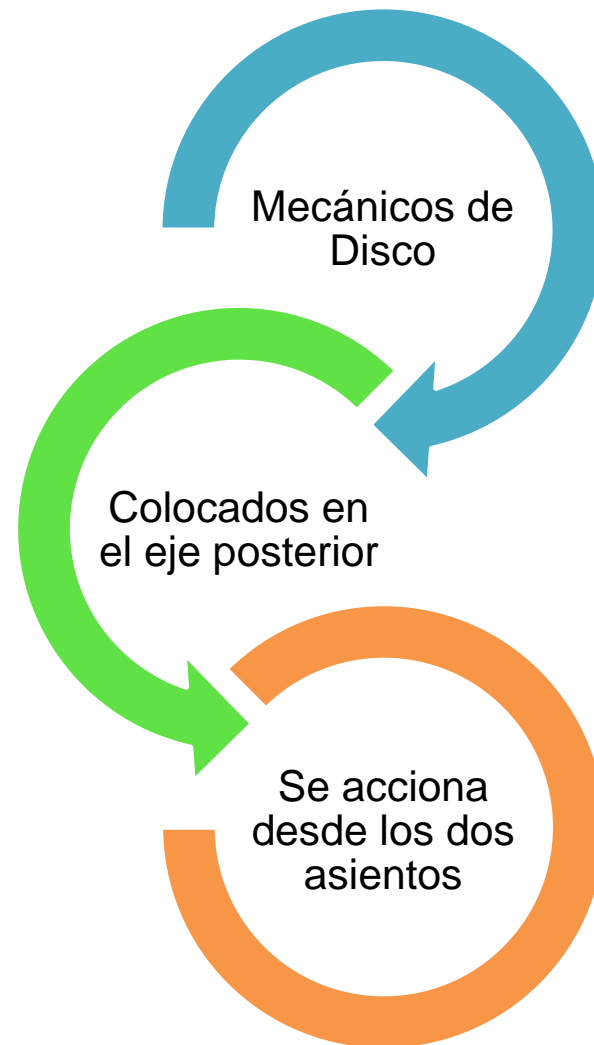 Mecánicos de
Disco
Colocados en
el eje posterior
Se acciona
desde los dos
asientos